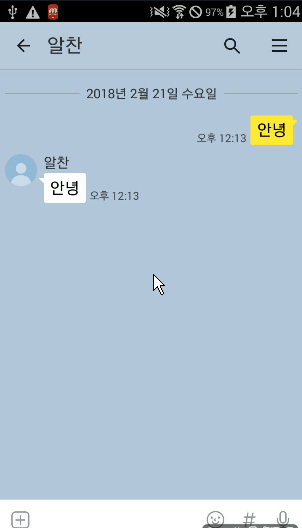 97% 오후 1:04
알찬
2018년 2월 21일 수요일
오후 12:13 안녕
알찬
안녕 오후 12:13
#